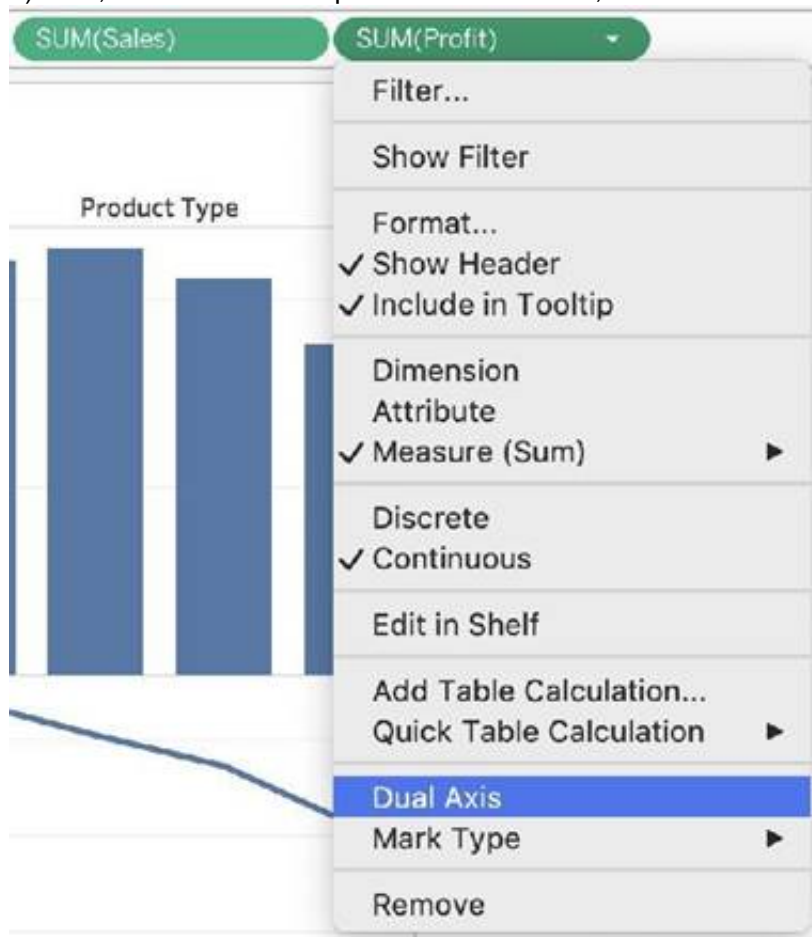 SUM(Sales) SUM(Profit)
Filter...
Show Filter
Product Type
Format...
✓ Show Header
✓ Include in Tooltip
Dimension
Attribute
✓ Measure (Sum)
Discrete
✓ Continuous
Edit in Shelf
Add Table Calculation...
Quick Table Calculation
Dual Axis
Mark Type
Remove